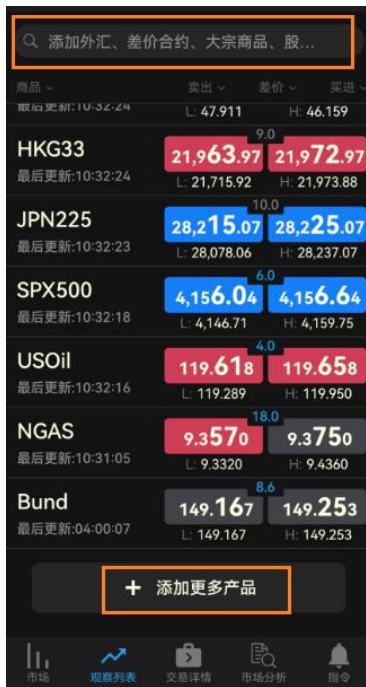 添加外汇、差价合约、大宗商品、股...
商品 卖出 差价 买进
最后更新:10:32:24 L: 47.911 H: 46.159
HKG33 21,963.97 9.0 21,972.97
最后更新:10:32:24 L: 21,715.92 H: 21,973.88
JPN225 28,215.07 10.0 28,225.07
最后更新:10:32:23 L: 28,078.06 H: 28,237.07
SPX500 4,156.04 6.0 4,156.64
最后更新:10:32:18 L: 4,146.71 H: 4,159.75
USOil 119.618 4.0 119.658
最后更新:10:32:16 L: 119.289 H: 119.950
NGAS 9.3570 18.0 9.3750
最后更新:10:31:05 L: 9.3320 H: 9.4360
Bund 149.167 8.6 149.253
最后更新:04:00:07 L: 149.167 H: 149.253
+ 添加更多产品
市场 观察列表 交易详情 市场分析 指令